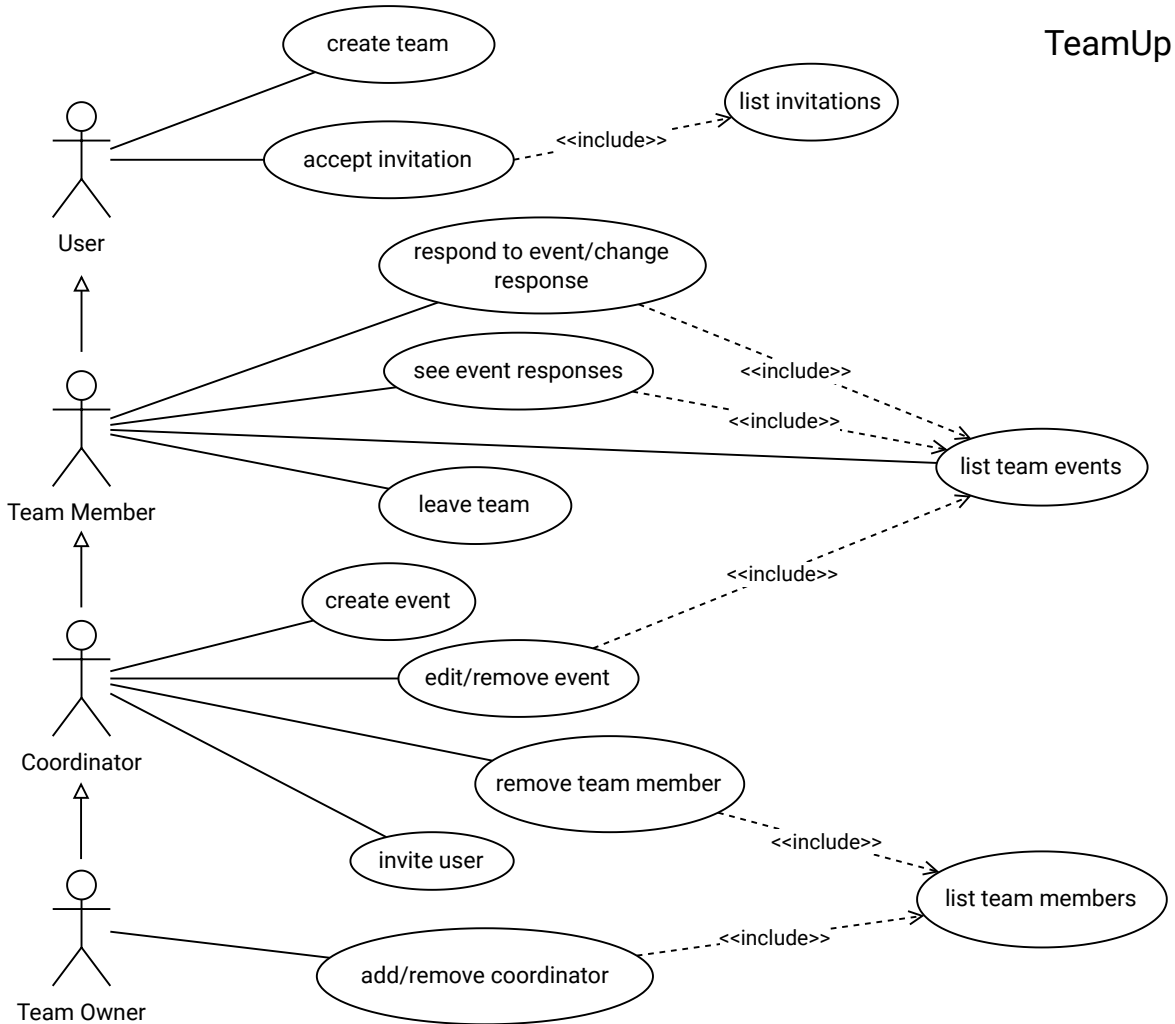 create team
TeamUp
list invitations
<<include>>
accept invitation
User
respond to event/change
response
see event responses
<<include>>
<<include>>
list team events
leave team
Team Member
<<include>>
create event
edit/remove event
Coordinator
remove team member
<<include>>
invite user
list team members
<<include>>
add/remove coordinator
Team Owner